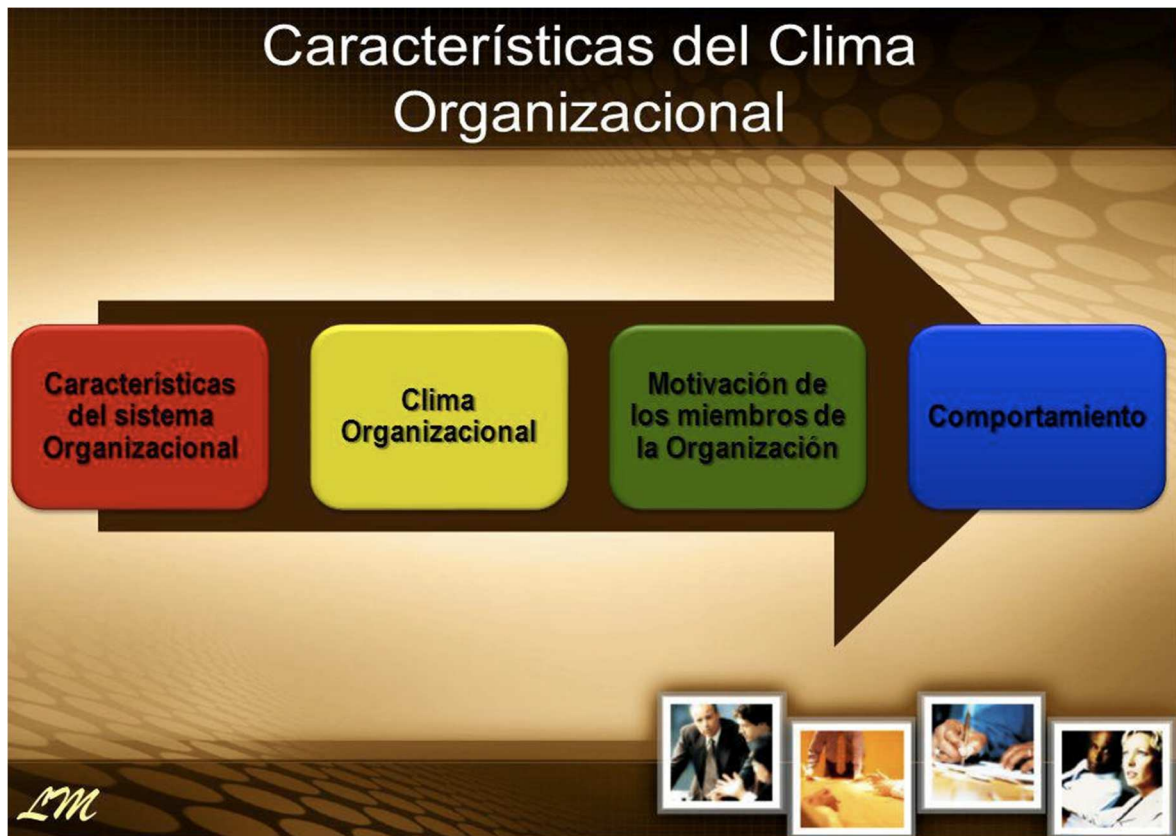 Características del Clima
Organizacional
Características
del sistema
Organizacional
Clima
Organizacional
Motivación de
los miembros de
la Organización
Comportamiento
LM